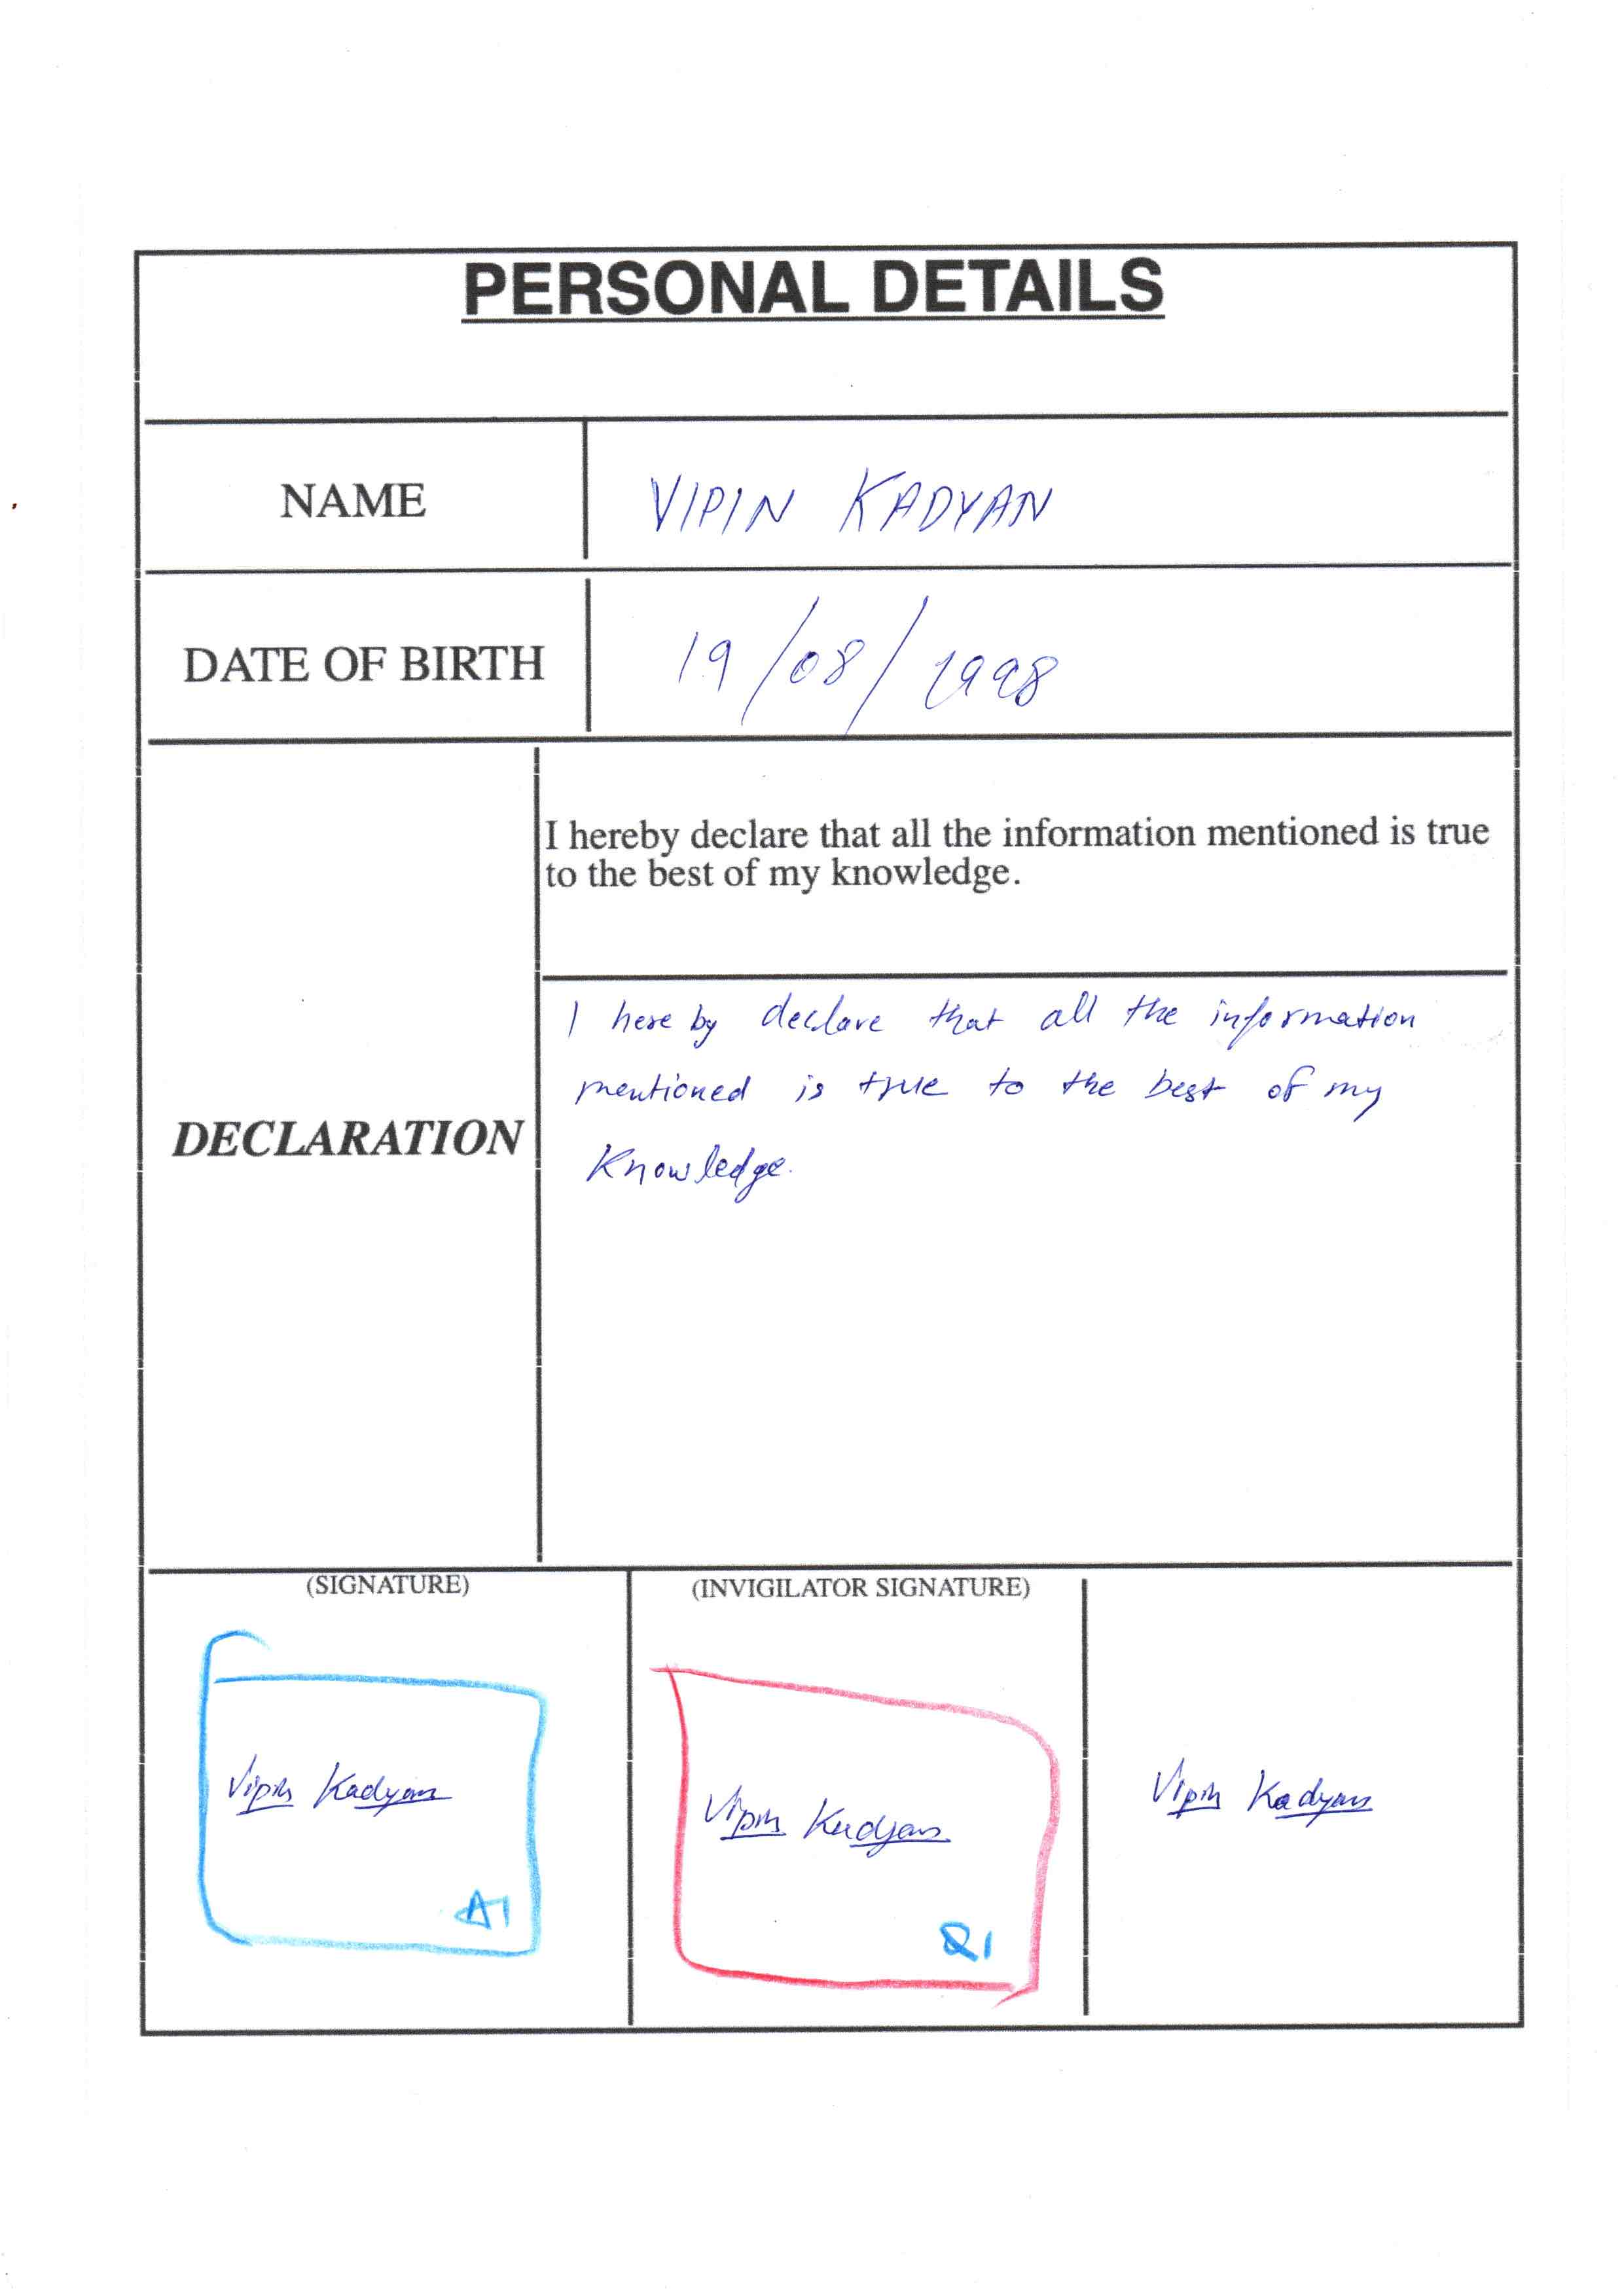 PERSONAL DETAILS
NAME
VIPIN KADYAN
DATE OF BIRTH
19/08/1998
I hereby declare that all the information mentioned is true
to the best of my knowledge.
DECLARATION
I here by declare that all the information
mentioned is true to the best of my
Knowledge.
(SIGNATURE)
(INVIGILATOR SIGNATURE)
Vipin Kadyan
Vipin Kadyan
Vipin Kadyan
A1
Q1